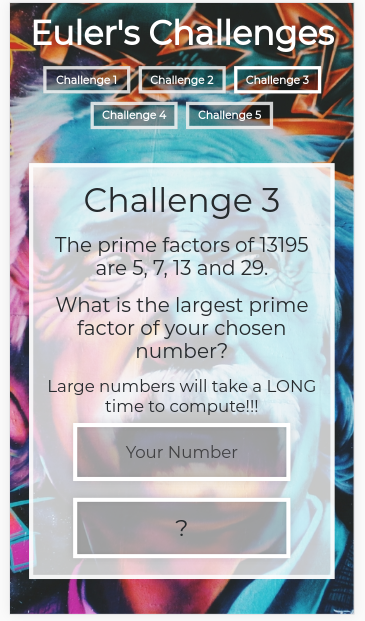 Euler's Challenges
Challenge 1 Challenge 2 Challenge 3
Challenge 4 Challenge 5
Challenge 3
The prime factors of 13195
are 5, 7, 13 and 29.
What is the largest prime
factor of your chosen
number?
Large numbers will take a LONG
time to compute!!!
Your Number
?